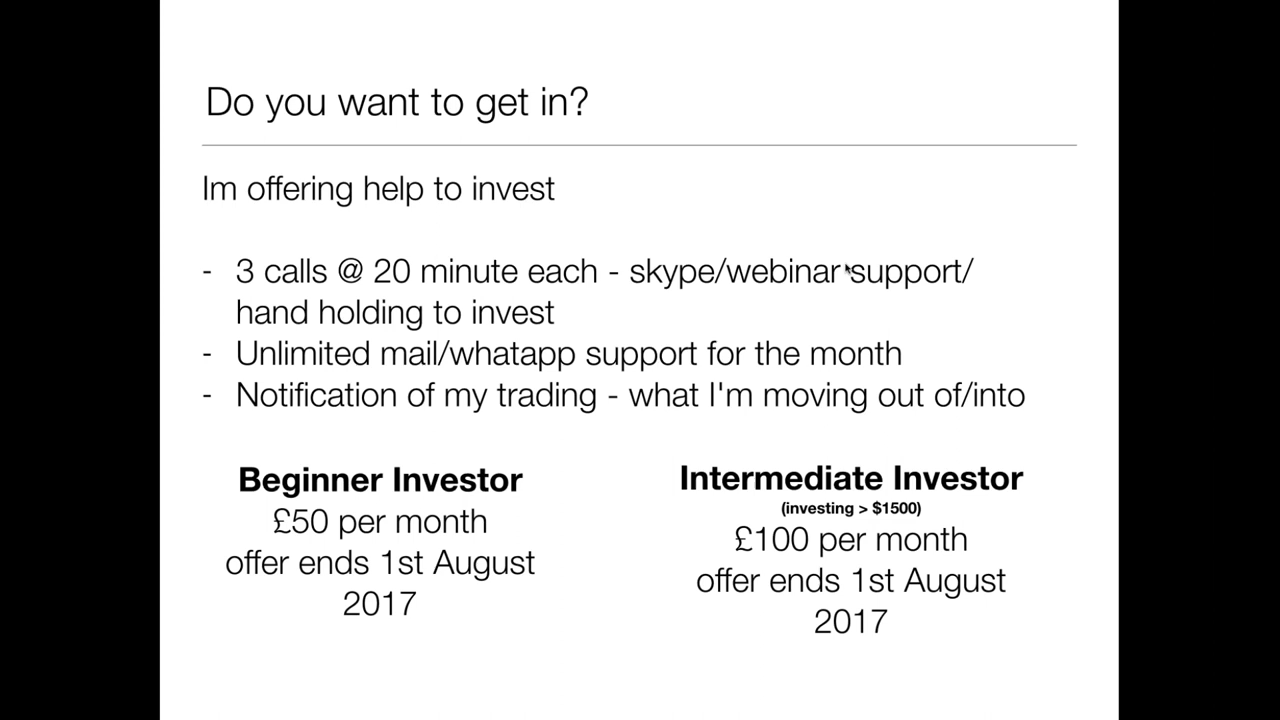 Do you want to get in?
Im offering help to invest
- 3 calls @ 20 minute each - skype/webinar support/
hand holding to invest
- Unlimited mail/whatapp support for the month
- Notification of my trading - what I'm moving out of/into
Beginner Investor
£50 per month
offer ends 1st August
2017
Intermediate Investor
(investing > $1500)
£100 per month
offer ends 1st August
2017